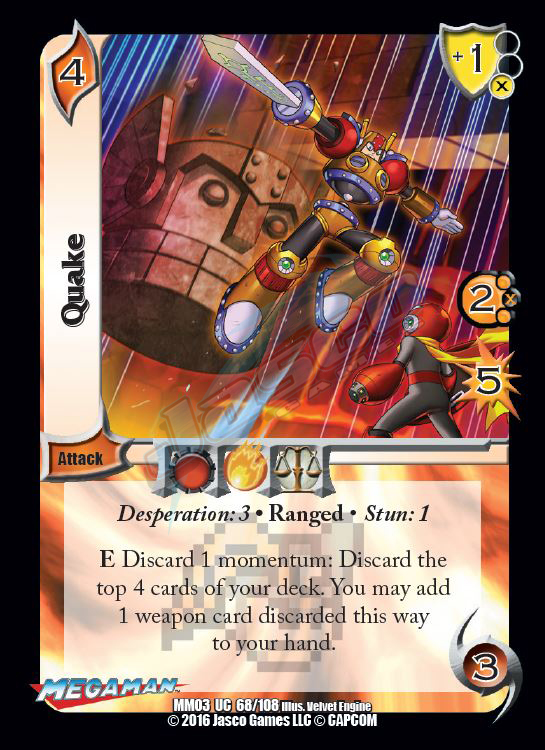 4
+1
X
Quake
2
X
5
Attack
Desperation: 3 • Ranged • Stun: 1
E Discard 1 momentum: Discard the
top 4 cards of your deck. You may add
1 weapon card discarded this way
to your hand.
3
MEGAMAN™
MM03 UC 68/108 Illus. Velvet Engine
© 2016 Jasco Games LLC © CAPCOM